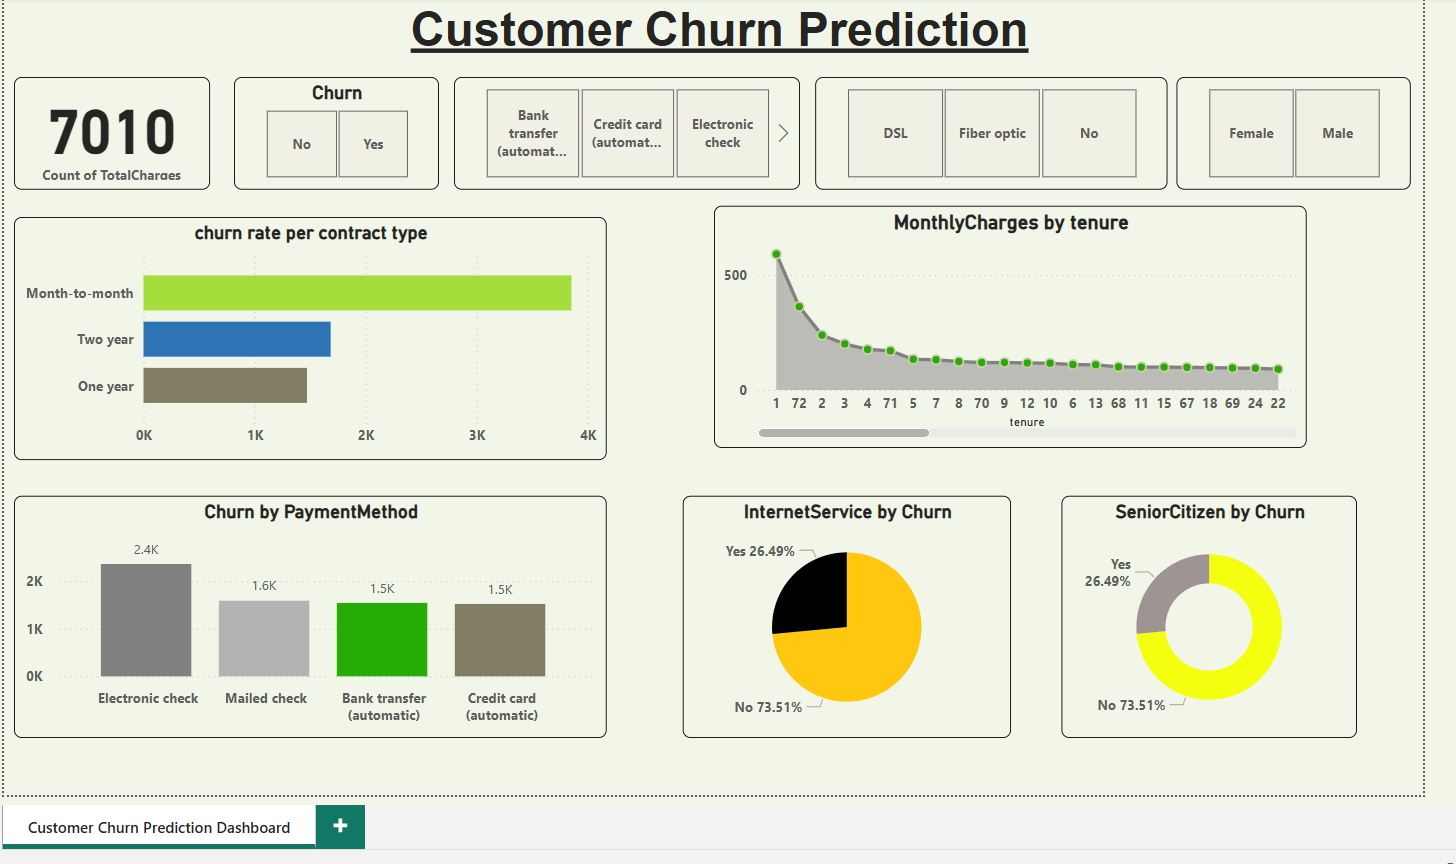 Customer Churn Prediction
7010
Count of TotalCharges
Churn
No
Yes
Bank
transfer
(automat...
Credit card
(automat...
Electronic
check
DSL
Fiber optic
No
Female
Male
churn rate per contract type
Month-to-month
Two year
One year
0K 1K 2K 3K 4K
MonthlyCharges by tenure
500
0
1 72 2 3 4 71 5 7 8 70 9 12 10 6 13 68 11 15 67 18 69 24 22
tenure
Churn by PaymentMethod
2.4K
1.6K
1.5K
1.5K
2K
1K
0K
Electronic check
Mailed check
Bank transfer
(automatic)
Credit card
(automatic)
InternetService by Churn
Yes 26.49%
No 73.51%
SeniorCitizen by Churn
Yes
26.49%
No 73.51%
Customer Churn Prediction Dashboard